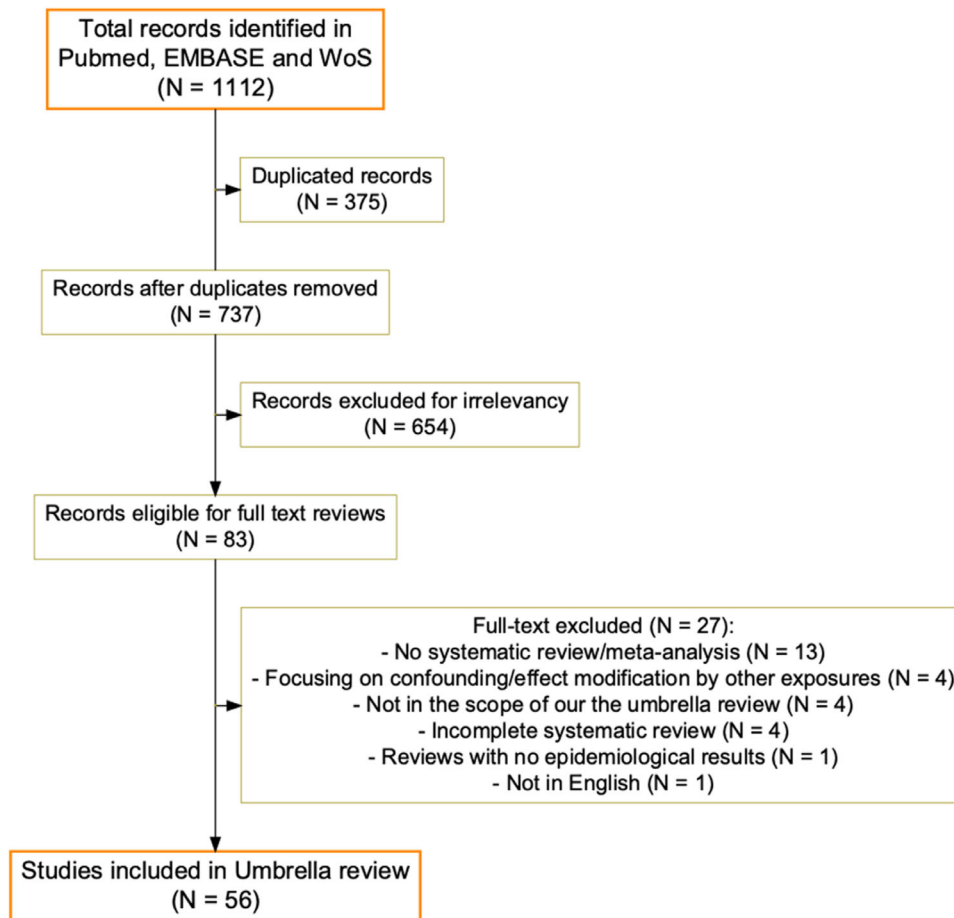 Total records identified in
Pubmed, EMBASE and WoS
(N = 1112)
Duplicated records
(N = 375)
Records after duplicates removed
(N = 737)
Records excluded for irrelevancy
(N = 654)
Records eligible for full text reviews
(N = 83)
Full-text excluded (N = 27):
- No systematic review/meta-analysis (N = 13)
- Focusing on confounding/effect modification by other exposures (N = 4)
- Not in the scope of our the umbrella review (N = 4)
- Incomplete systematic review (N = 4)
- Reviews with no epidemiological results (N = 1)
- Not in English (N = 1)
Studies included in Umbrella review
(N = 56)